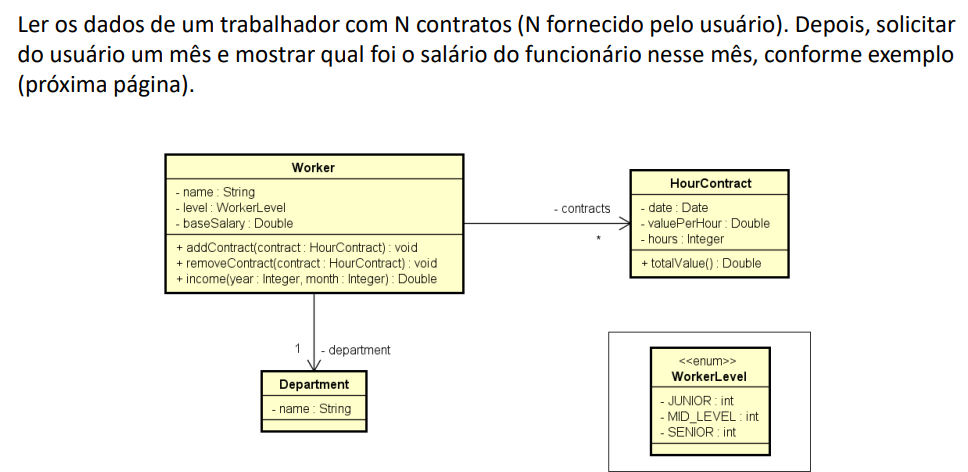 Ler os dados de um trabalhador com N contratos (N fornecido pelo usuário). Depois, solicitar
do usuário um mês e mostrar qual foi o salário do funcionário nesse mês, conforme exemplo
(próxima página).
Worker
- name : String
- level : WorkerLevel
- baseSalary : Double
+ addContract(contract : HourContract) : void
+ removeContract(contract : HourContract) : void
+ income(year : Integer, month : Integer) : Double
- contracts
*
HourContract
- date : Date
- valuePerHour : Double
- hours : Integer
+ totalValue() : Double
1
- department
Department
- name : String
<<enum>>
WorkerLevel
- JUNIOR : int
- MID_LEVEL : int
- SENIOR : int